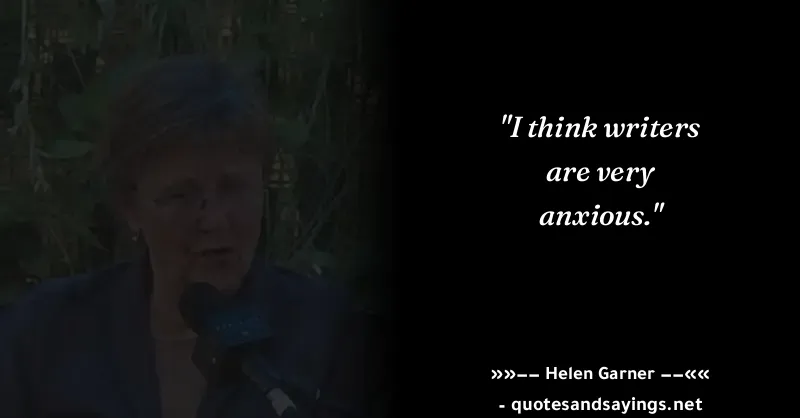 "I think writers
are very
anxious."
»»−− Helen Garner −−««
- quotesandsayings.net